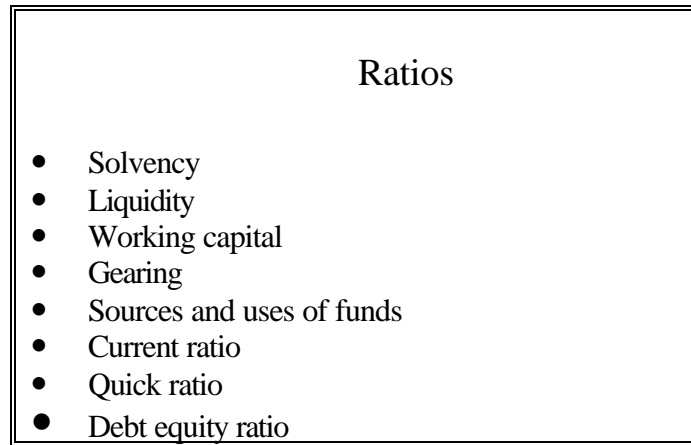 Ratios
• Solvency
• Liquidity
• Working capital
• Gearing
• Sources and uses of funds
• Current ratio
• Quick ratio
• Debt equity ratio